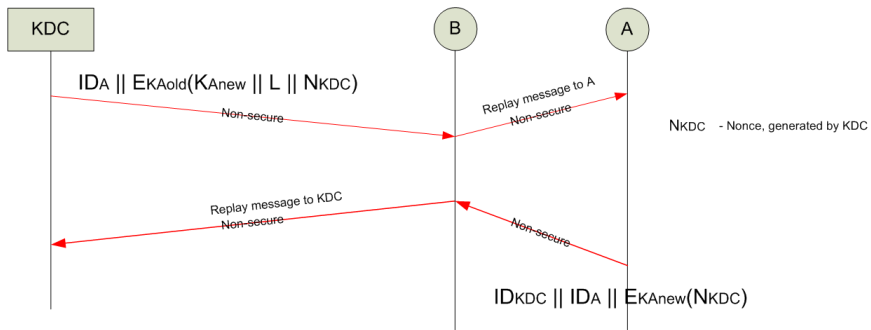 KDC
B
A
IDA || EKAold(KAnew || L || NKDC)
Non-secure
Replay message to A
Non-secure
NKDC - Nonce, generated by KDC
Replay message to KDC
Non-secure
Non-secure
IDKDC || IDA || EKAnew(NKDC)